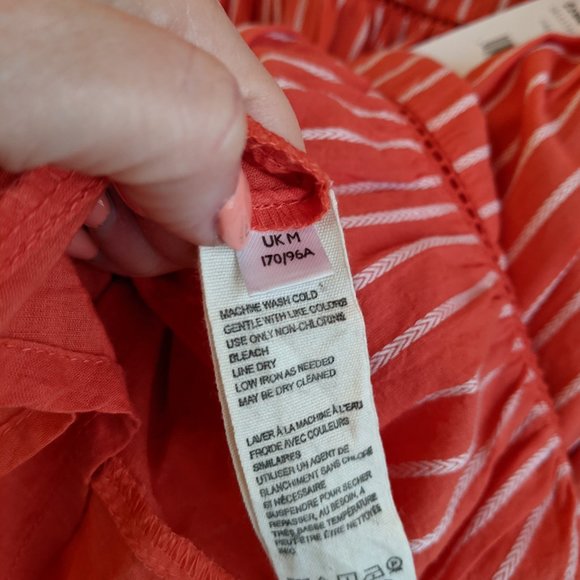 UK M
170/96A
MACHINE WASH COLD
GENTLE WITH LIKE COLORS
USE ONLY NON-CHLORINE
BLEACH
LINE DRY
LOW IRON AS NEEDED
MAY BE DRY CLEANED
LAVER À LA MACHINE À L'EAU
FROIDE AVEC COULEURS
SIMILAIRES
UTILISER UN AGENT DE
BLANCHIMENT SANS CHLORE
SI NÉCESSAIRE
SUSPENDRE POUR SÉCHER
REPASSER, AU BESOIN, À
TRÈS BASSE TEMPÉRATURE
PEUT-ÊTRE ÊTRE NETTOYÉE